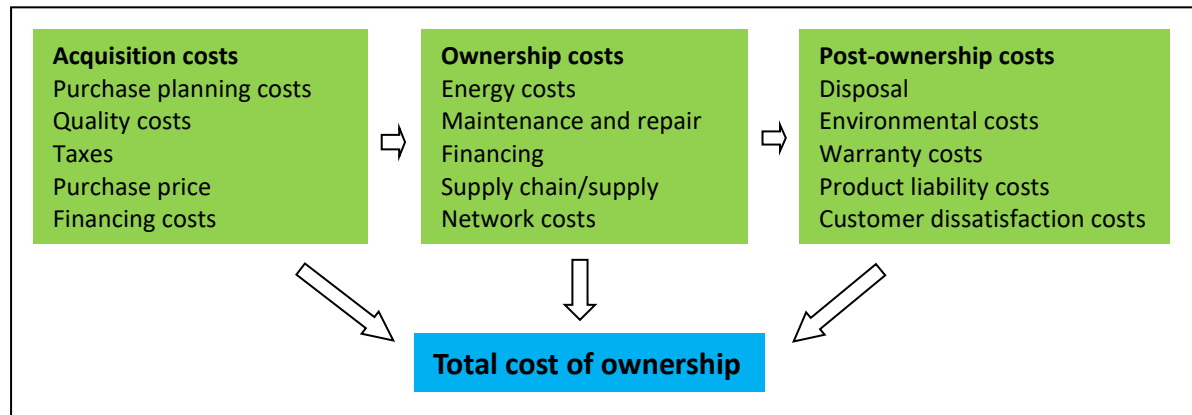 Acquisition costs
Purchase planning costs
Quality costs
Taxes
Purchase price
Financing costs
Ownership costs
Energy costs
Maintenance and repair
Financing
Supply chain/supply
Network costs
Post-ownership costs
Disposal
Environmental costs
Warranty costs
Product liability costs
Customer dissatisfaction costs
Total cost of ownership